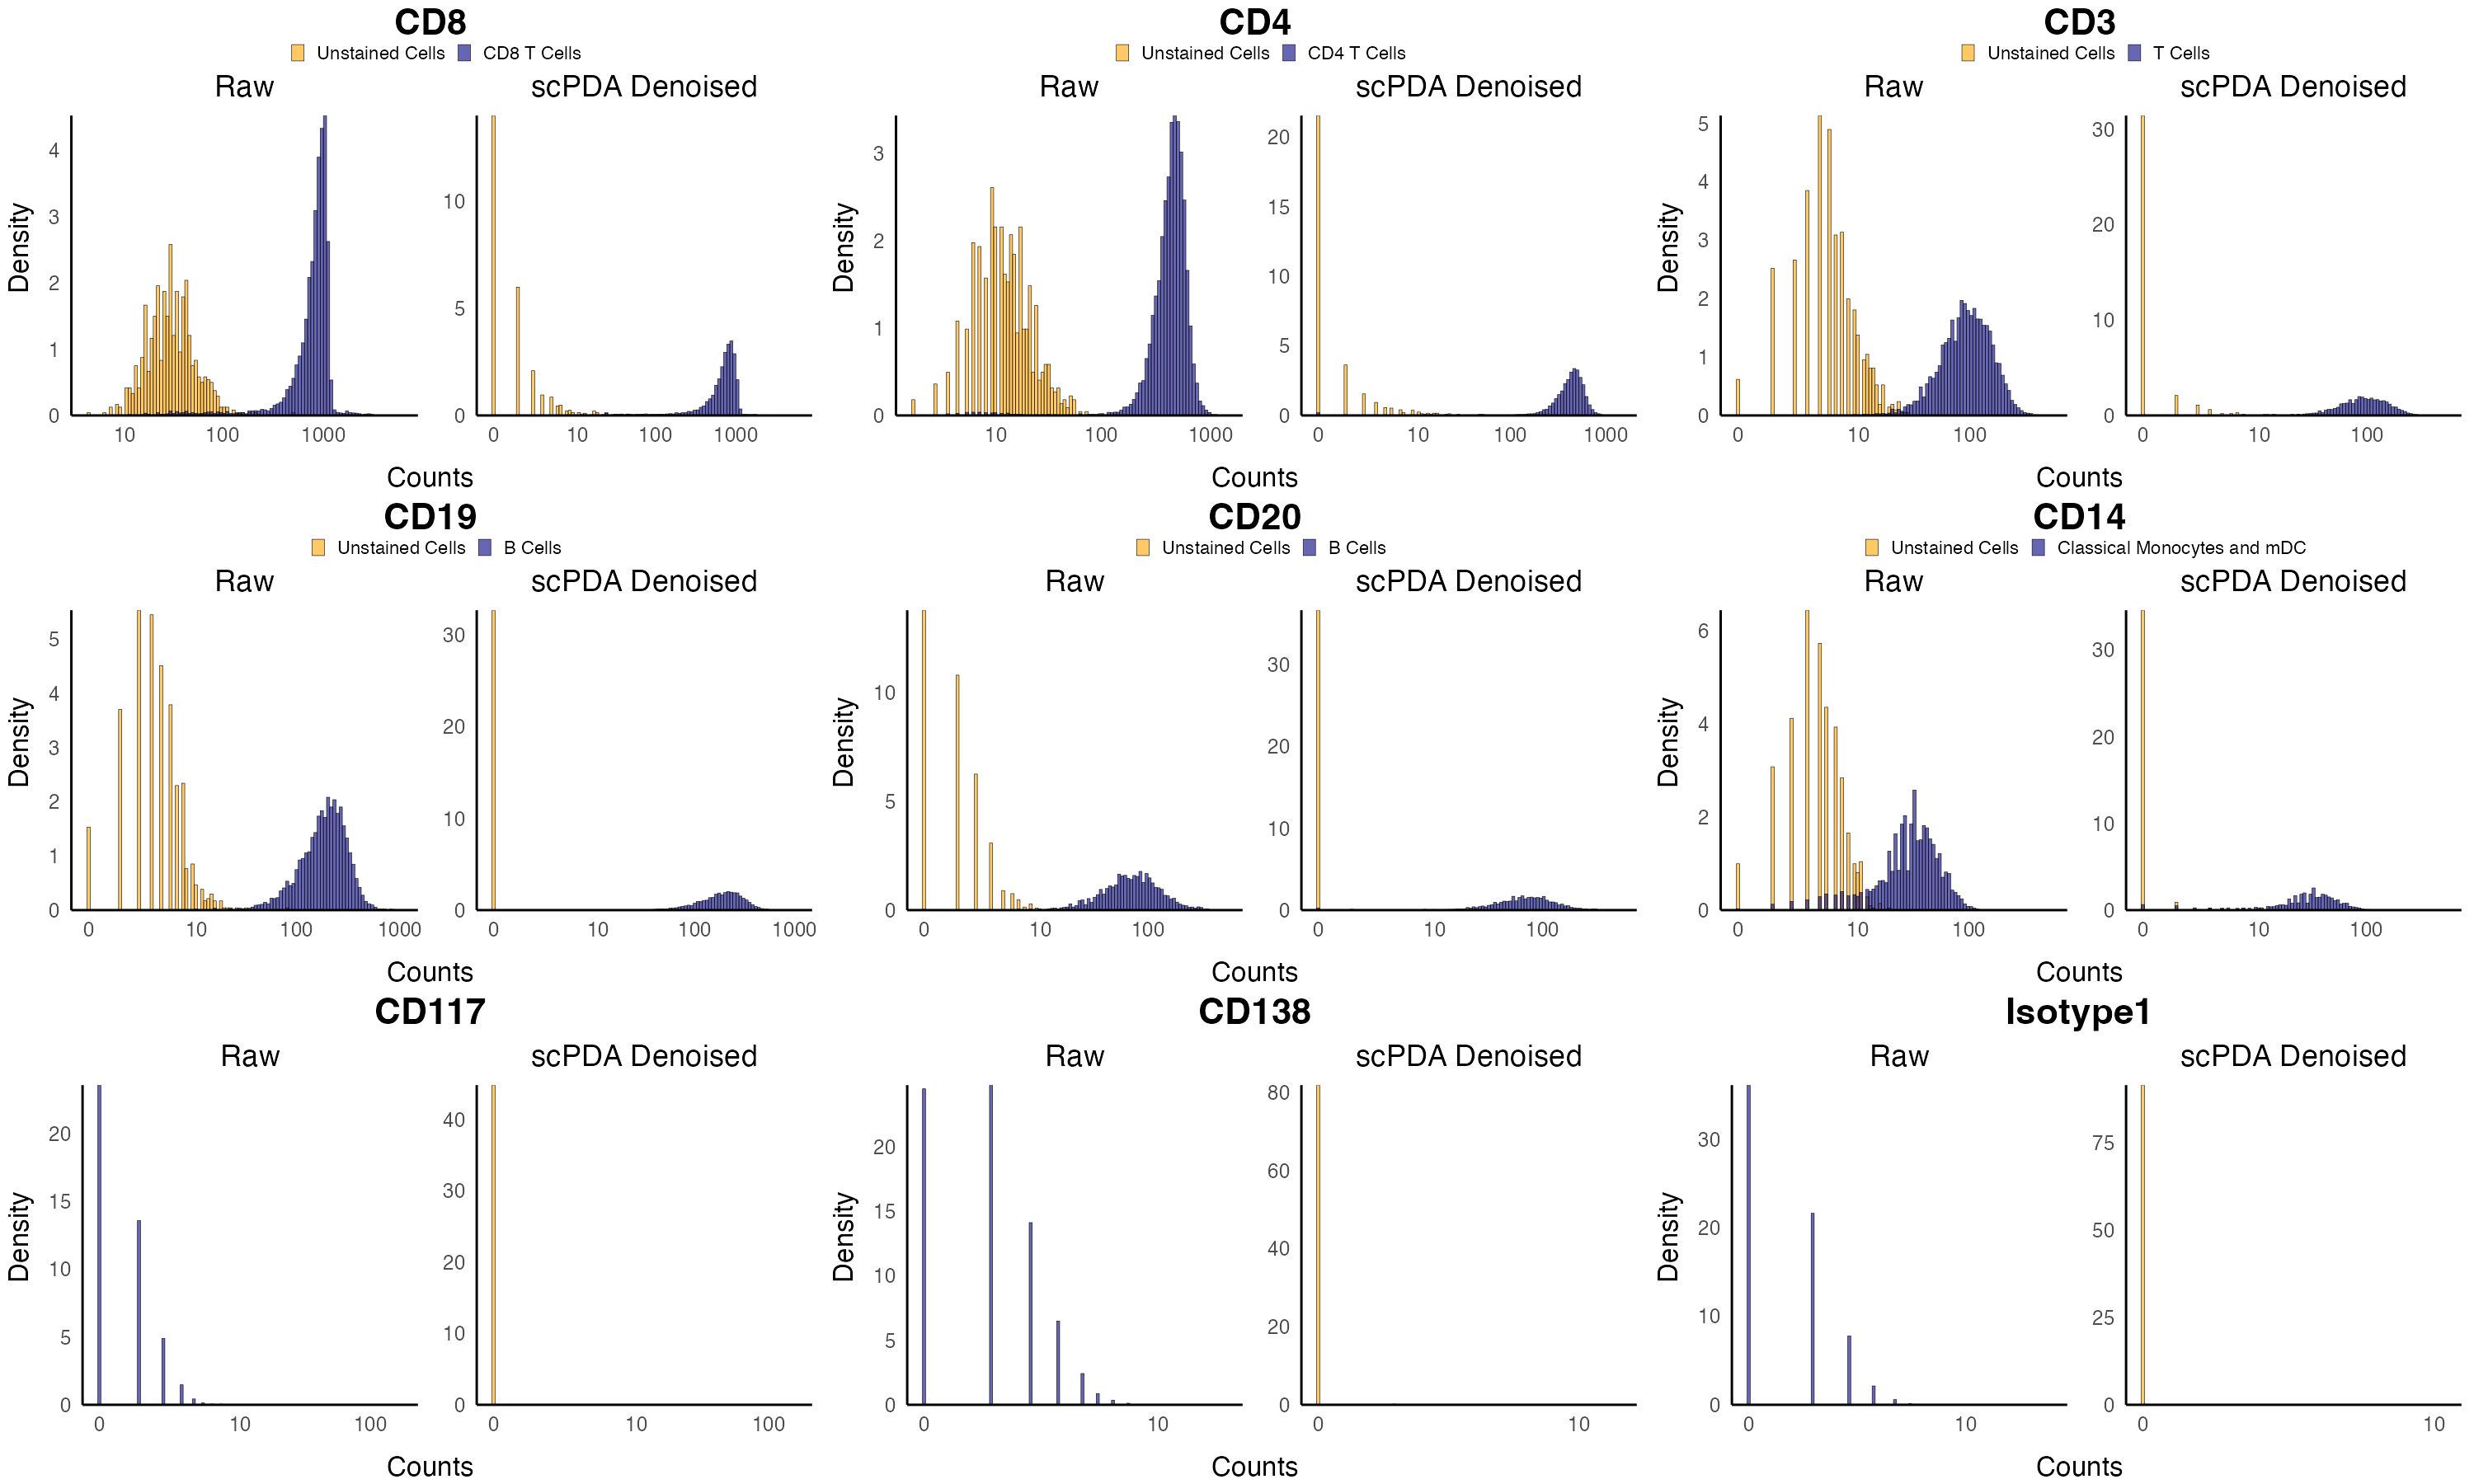 CD8
Unstained Cells CD8 T Cells
Raw scPDA Denoised
Density
4
3
2
1
0
10 100 1000
10
5
0
0 10 100 1000
Counts
CD4
Unstained Cells CD4 T Cells
Raw scPDA Denoised
Density
3
2
1
0
10 100 1000
20
15
10
5
0
0 10 100 1000
Counts
CD3
Unstained Cells T Cells
Raw scPDA Denoised
Density
5
4
3
2
1
0
0 10 100
30
20
10
0
0 10 100
Counts
CD19
Unstained Cells B Cells
Raw scPDA Denoised
Density
5
4
3
2
1
0
0 10 100 1000
30
20
10
0
0 10 100 1000
Counts
CD20
Unstained Cells B Cells
Raw scPDA Denoised
Density
10
5
0
0 10 100
30
20
10
0
0 10 100
Counts
CD14
Unstained Cells Classical Monocytes and mDC
Raw scPDA Denoised
Density
6
4
2
0
0 10 100
30
20
10
0
0 10 100
Counts
CD117
Raw scPDA Denoised
Density
20
15
10
5
0
0 10 100
40
30
20
10
0
0 10 100
Counts
CD138
Raw scPDA Denoised
Density
20
15
10
5
0
0 10
80
60
40
20
0
0 10
Counts
Isotype1
Raw scPDA Denoised
Density
30
20
10
0
0 10
75
50
25
0
0 10
Counts